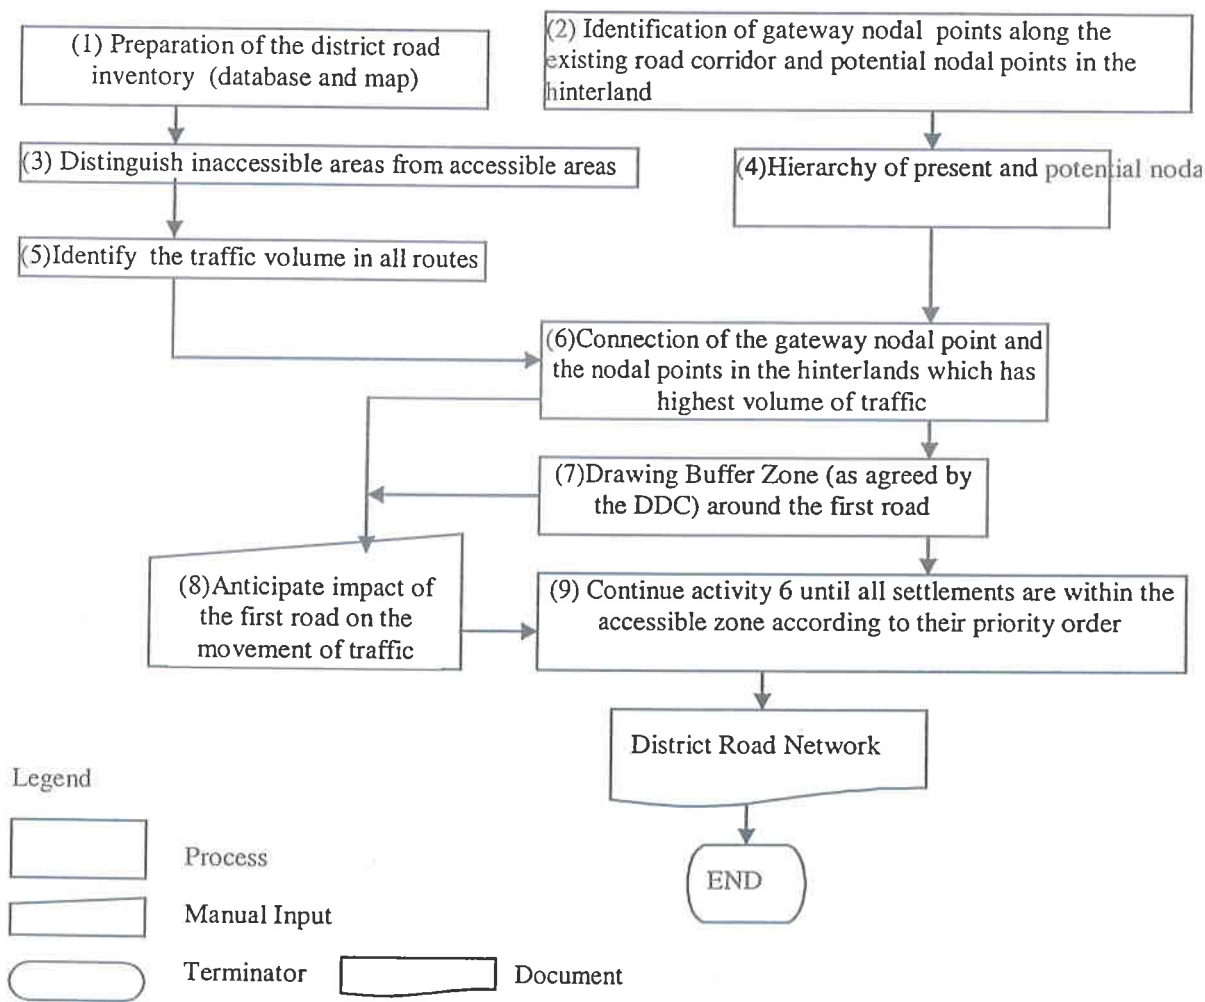 (1) Preparation of the district road
inventory (database and map)
(2) Identification of gateway nodal points along the
existing road corridor and potential nodal points in the
hinterland
(3) Distinguish inaccessible areas from accessible areas
(4)Hierarchy of present and potential noda
(5)Identify the traffic volume in all routes
(6)Connection of the gateway nodal point and
the nodal points in the hinterlands which has
highest volume of traffic
(7)Drawing Buffer Zone (as agreed by
the DDC) around the first road
(8)Anticipate impact of
the first road on the
movement of traffic
(9) Continue activity 6 until all settlements are within the
accessible zone according to their priority order
District Road Network
END
Legend
Process
Manual Input
Terminator
Document